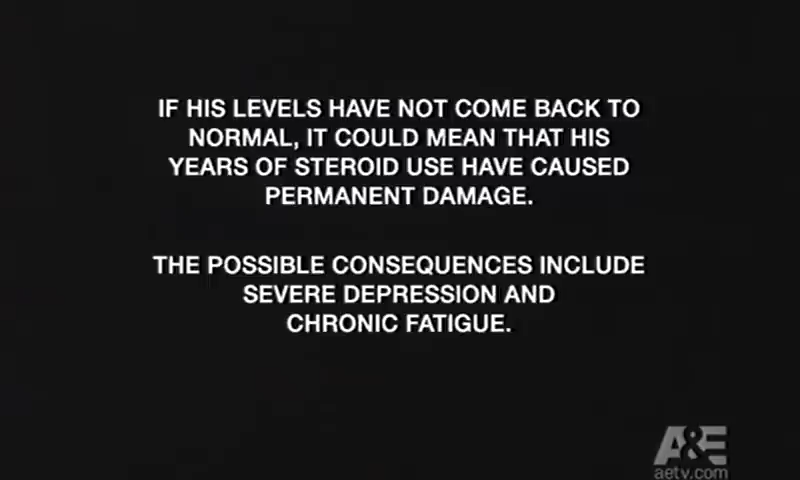 IF HIS LEVELS HAVE NOT COME BACK TO
NORMAL, IT COULD MEAN THAT HIS
YEARS OF STEROID USE HAVE CAUSED
PERMANENT DAMAGE.
THE POSSIBLE CONSEQUENCES INCLUDE
SEVERE DEPRESSION AND
CHRONIC FATIGUE.
A&E
aetv.com